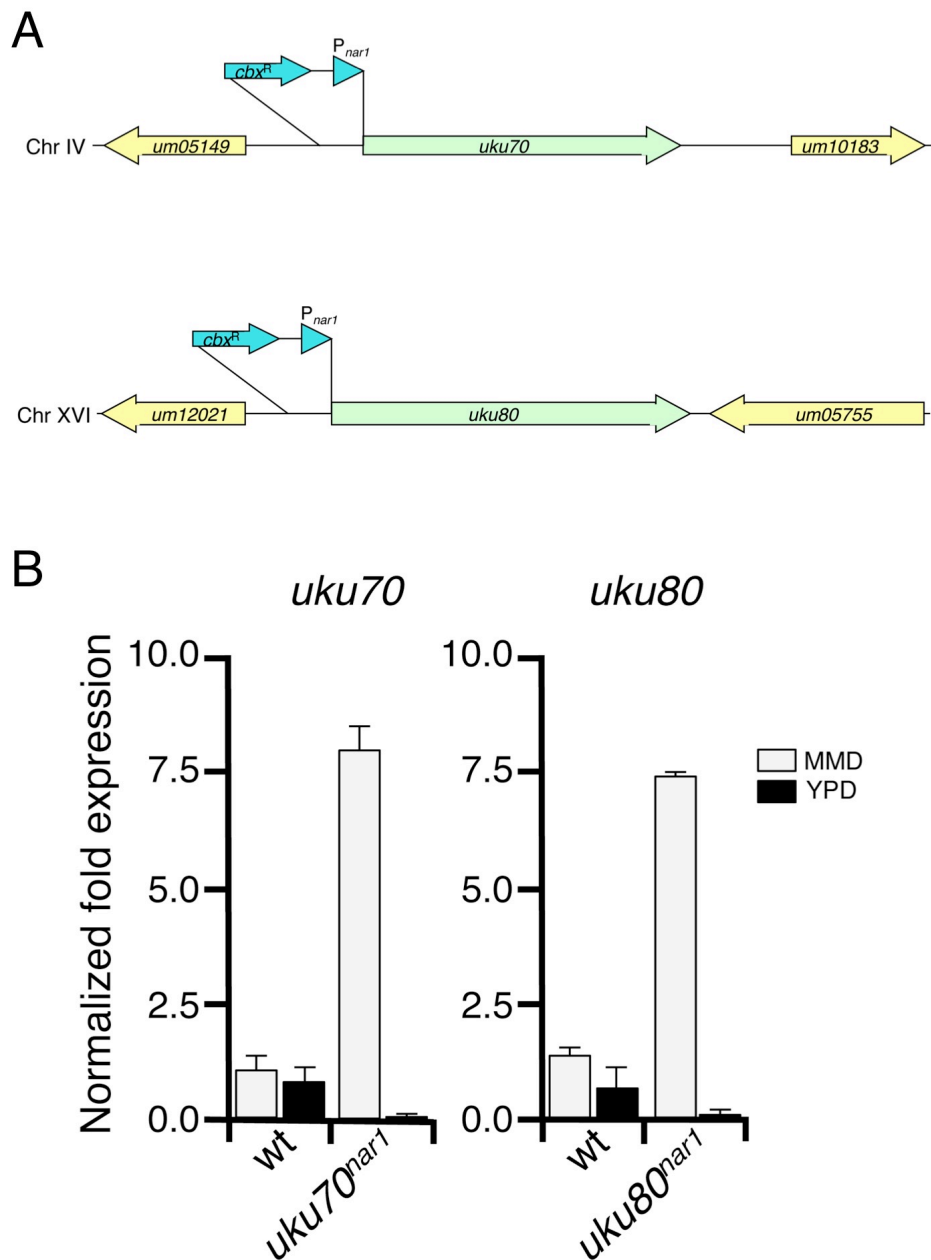 A
cbxR Pnar1
Chr IV um05149 uku70 um10183
cbxR Pnar1
Chr XVI um12021 uku80 um05755
B
uku70 uku80
Normalized fold expression
10.0
7.5
5.0
2.5
0.0
wt
uku70nar1
10.0
7.5
5.0
2.5
0.0
wt
uku80nar1
MMD
YPD